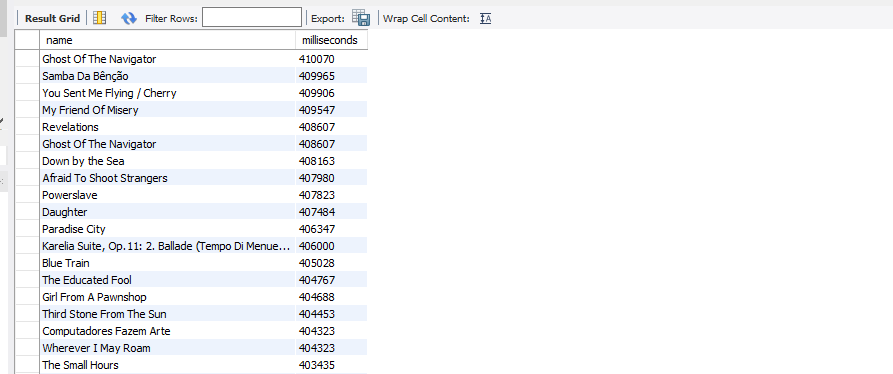 Result Grid Filter Rows: Export: Wrap Cell Content: IA
name milliseconds
Ghost Of The Navigator 410070
Samba Da Bênção 409965
You Sent Me Flying / Cherry 409906
My Friend Of Misery 409547
Revelations 408607
Ghost Of The Navigator 408607
Down by the Sea 408163
Afraid To Shoot Strangers 407980
Powerslave 407823
Daughter 407484
Paradise City 406347
Karelia Suite, Op.11: 2. Ballade (Tempo Di Menue... 406000
Blue Train 405028
The Educated Fool 404767
Girl From A Pawnshop 404688
Third Stone From The Sun 404453
Computadores Fazem Arte 404323
Wherever I May Roam 404323
The Small Hours 403435